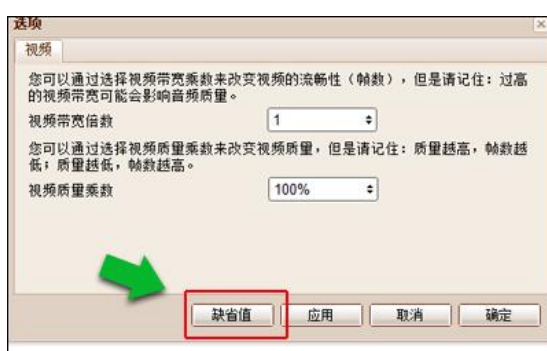 选项
视频
您可以通过选择视频带宽乘数来改变视频的流畅性（帧数），但是请记住：过高
的视频带宽可能会影响音频质量。
视频带宽倍数
1
您可以通过选择视频质量乘数来改变视频质量，但是请记住：质量越高，帧数越
低；质量越低，帧数越高。
视频质量乘数
100%
缺省值 应用 取消 确定